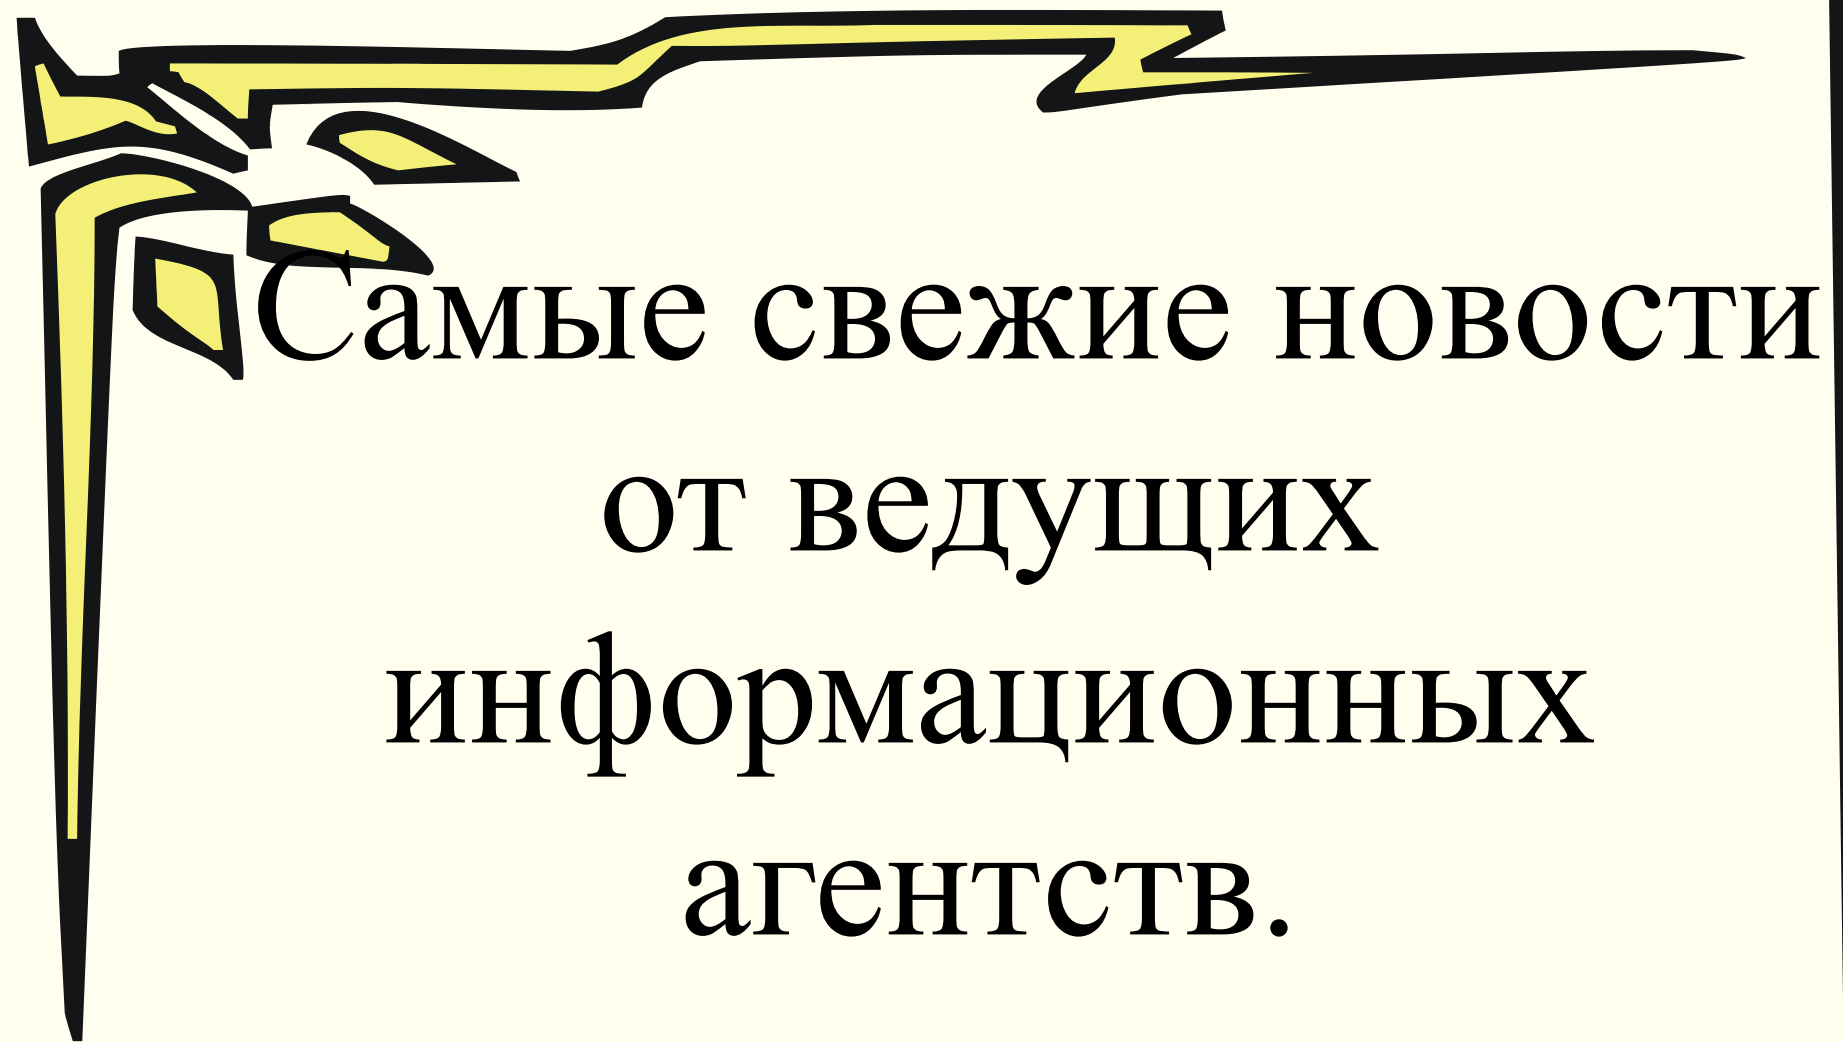 Самые свежие новости
от ведущих
информационных
агентств.